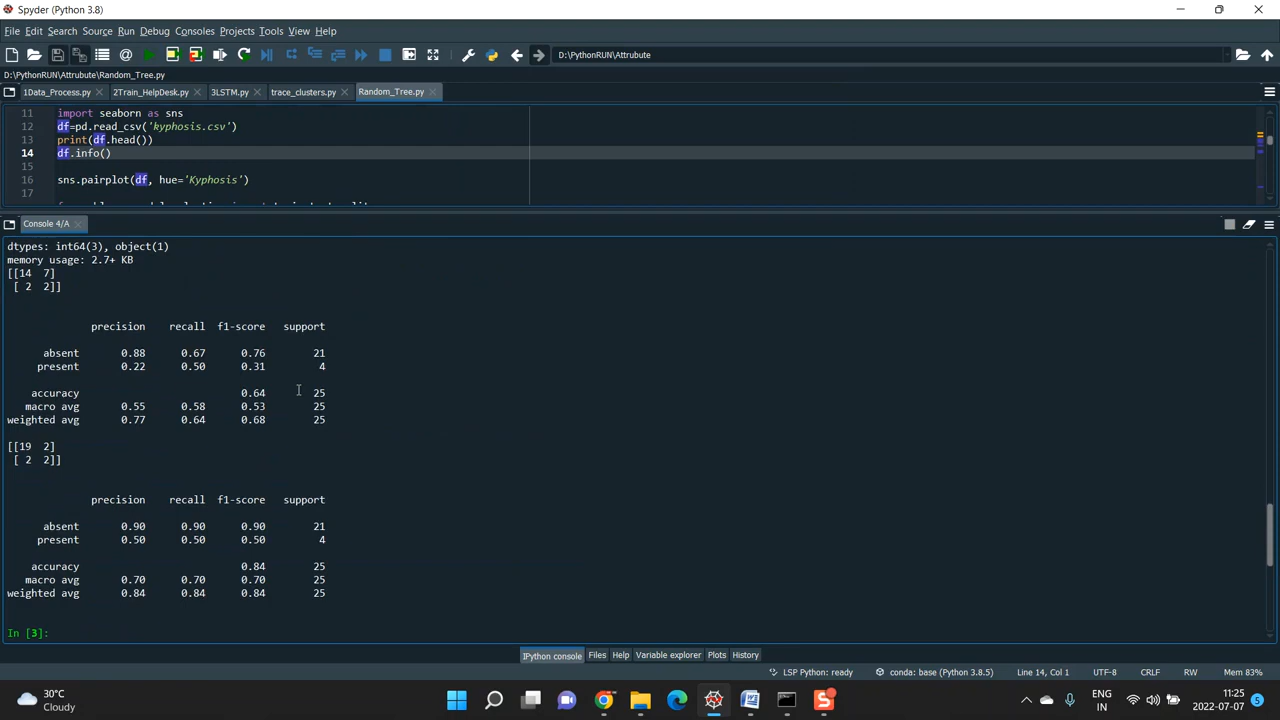 Spyder (Python 3.8)
File Edit Search Source Run Debug Consoles Projects Tools View Help
D:\PythonRUN\Attrubute
D:\PythonRUN\Attrubute\Random_Tree.py
1Data_Process.py 2Train_HelpDesk.py 3LSTM.py trace_clusters.py Random_Tree.py
11 import seaborn as sns
12 df=pd.read_csv('kyphosis.csv')
13 print(df.head())
14 df.info()
15
16 sns.pairplot(df, hue='Kyphosis')
17
Console 4/A
dtypes: int64(3), object(1)
memory usage: 2.7+ KB
[[14 7]
[ 2 2]]
precision recall f1-score support
absent 0.88 0.67 0.76 21
present 0.22 0.50 0.31 4
accuracy 0.64 25
macro avg 0.55 0.58 0.53 25
weighted avg 0.77 0.64 0.68 25
[[19 2]
[ 2 2]]
precision recall f1-score support
absent 0.90 0.90 0.90 21
present 0.50 0.50 0.50 4
accuracy 0.84 25
macro avg 0.70 0.70 0.70 25
weighted avg 0.84 0.84 0.84 25
In [3]:
IPython console Files Help Variable explorer Plots History
LSP Python: ready conda: base (Python 3.8.5) Line 14, Col 1 UTF-8 CRLF RW Mem 83%
30°C
Cloudy
ENG
IN
11:25
2022-07-07
5